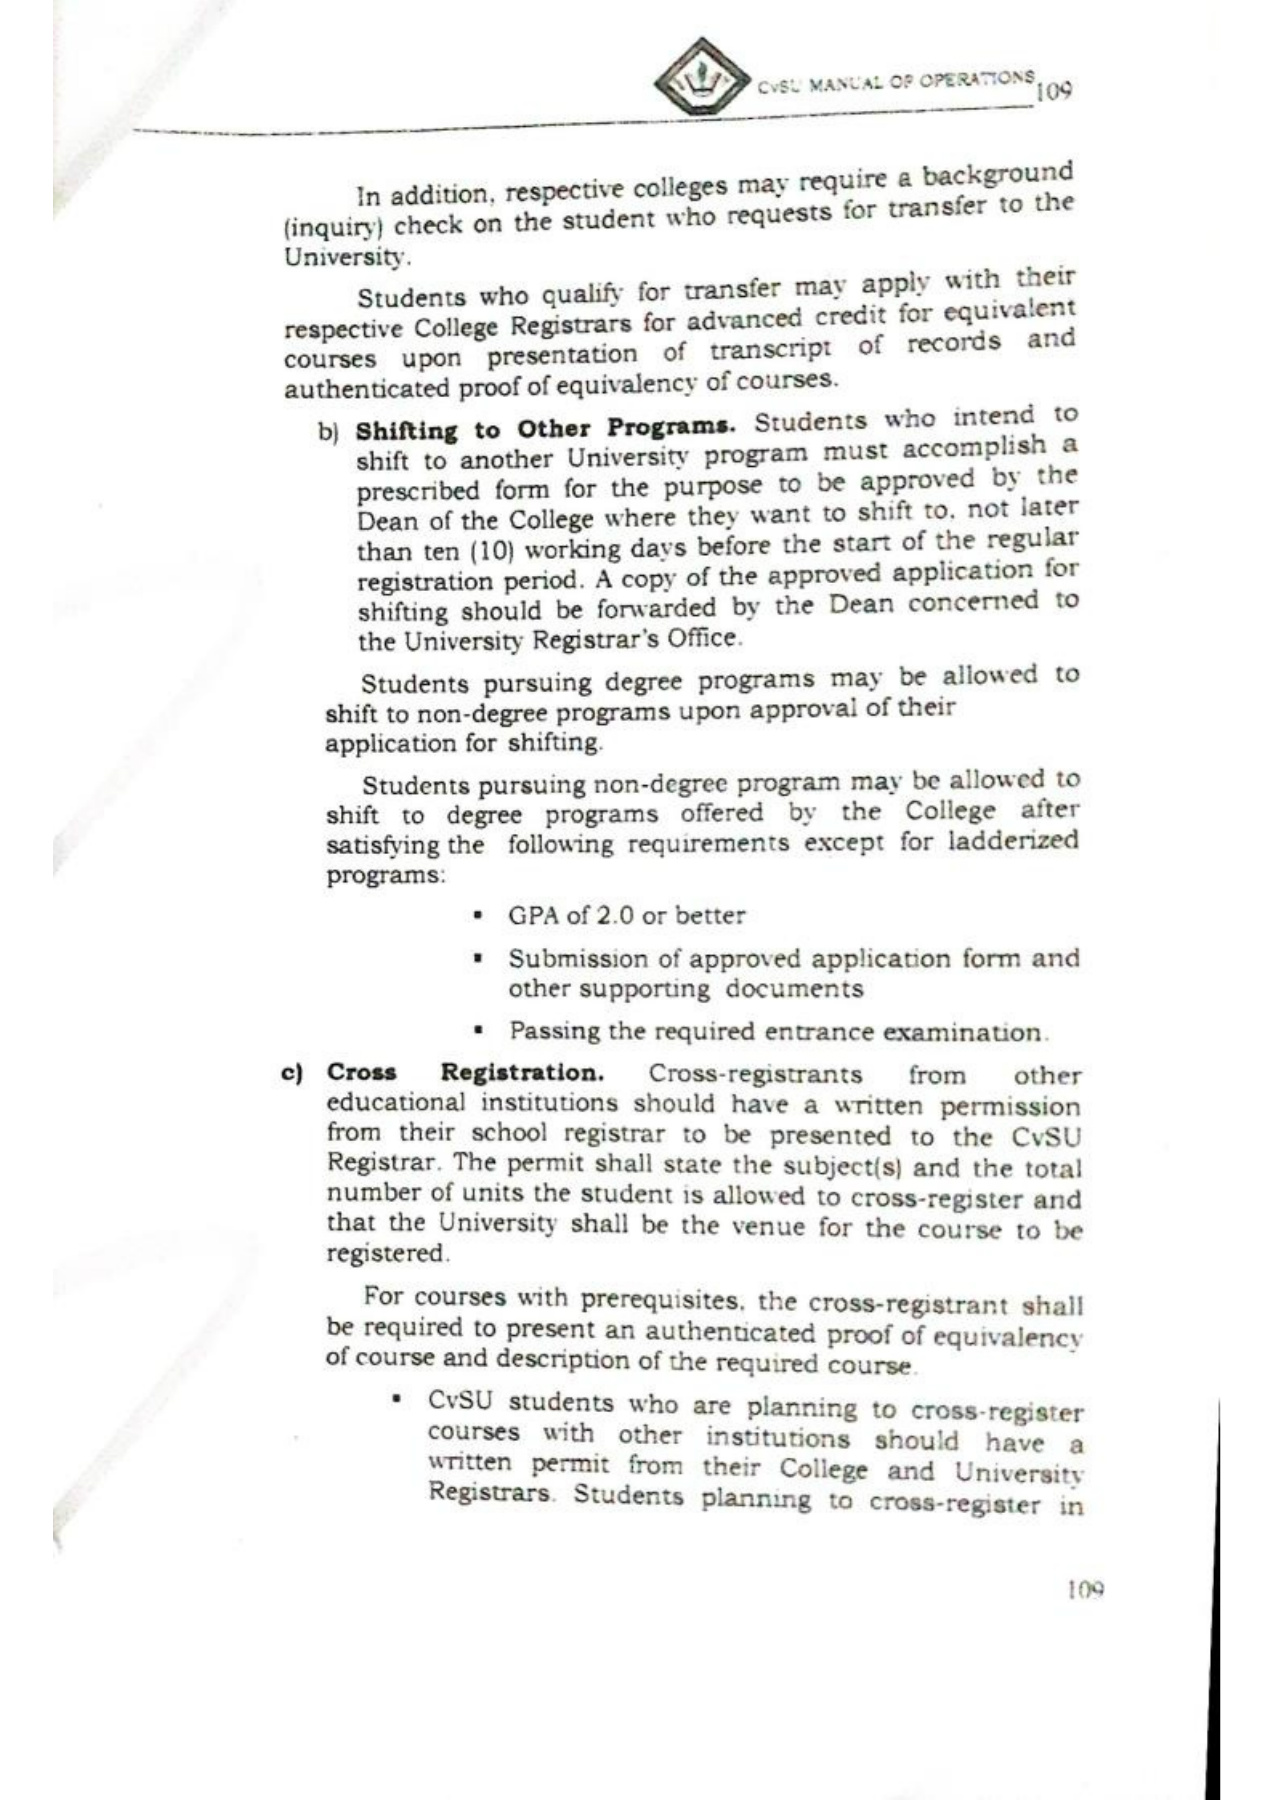 CvSU MANUAL OF OPERATIONS 109
In addition, respective colleges may require a background
(inquiry) check on the student who requests for transfer to the
University.
Students who qualify for transfer may apply with their
respective College Registrars for advanced credit for equivalent
courses upon presentation of transcript of records and
authenticated proof of equivalency of courses.
b) Shifting to Other Programs. Students who intend to
shift to another University program must accomplish a
prescribed form for the purpose to be approved by the
Dean of the College where they want to shift to, not later
than ten (10) working days before the start of the regular
registration period. A copy of the approved application for
shifting should be forwarded by the Dean concerned to
the University Registrar's Office.
Students pursuing degree programs may be allowed to
shift to non-degree programs upon approval of their
application for shifting.
Students pursuing non-degree program may be allowed to
shift to degree programs offered by the College after
satisfying the following requirements except for ladderized
programs:
▪ GPA of 2.0 or better
▪ Submission of approved application form and
other supporting documents
▪ Passing the required entrance examination.
c) Cross Registration. Cross-registrants from other
educational institutions should have a written permission
from their school registrar to be presented to the CvSU
Registrar. The permit shall state the subject(s) and the total
number of units the student is allowed to cross-register and
that the University shall be the venue for the course to be
registered.
For courses with prerequisites, the cross-registrant shall
be required to present an authenticated proof of equivalency
of course and description of the required course.
▪ CvSU students who are planning to cross-register
courses with other institutions should have a
written permit from their College and University
Registrars. Students planning to cross-register in
109